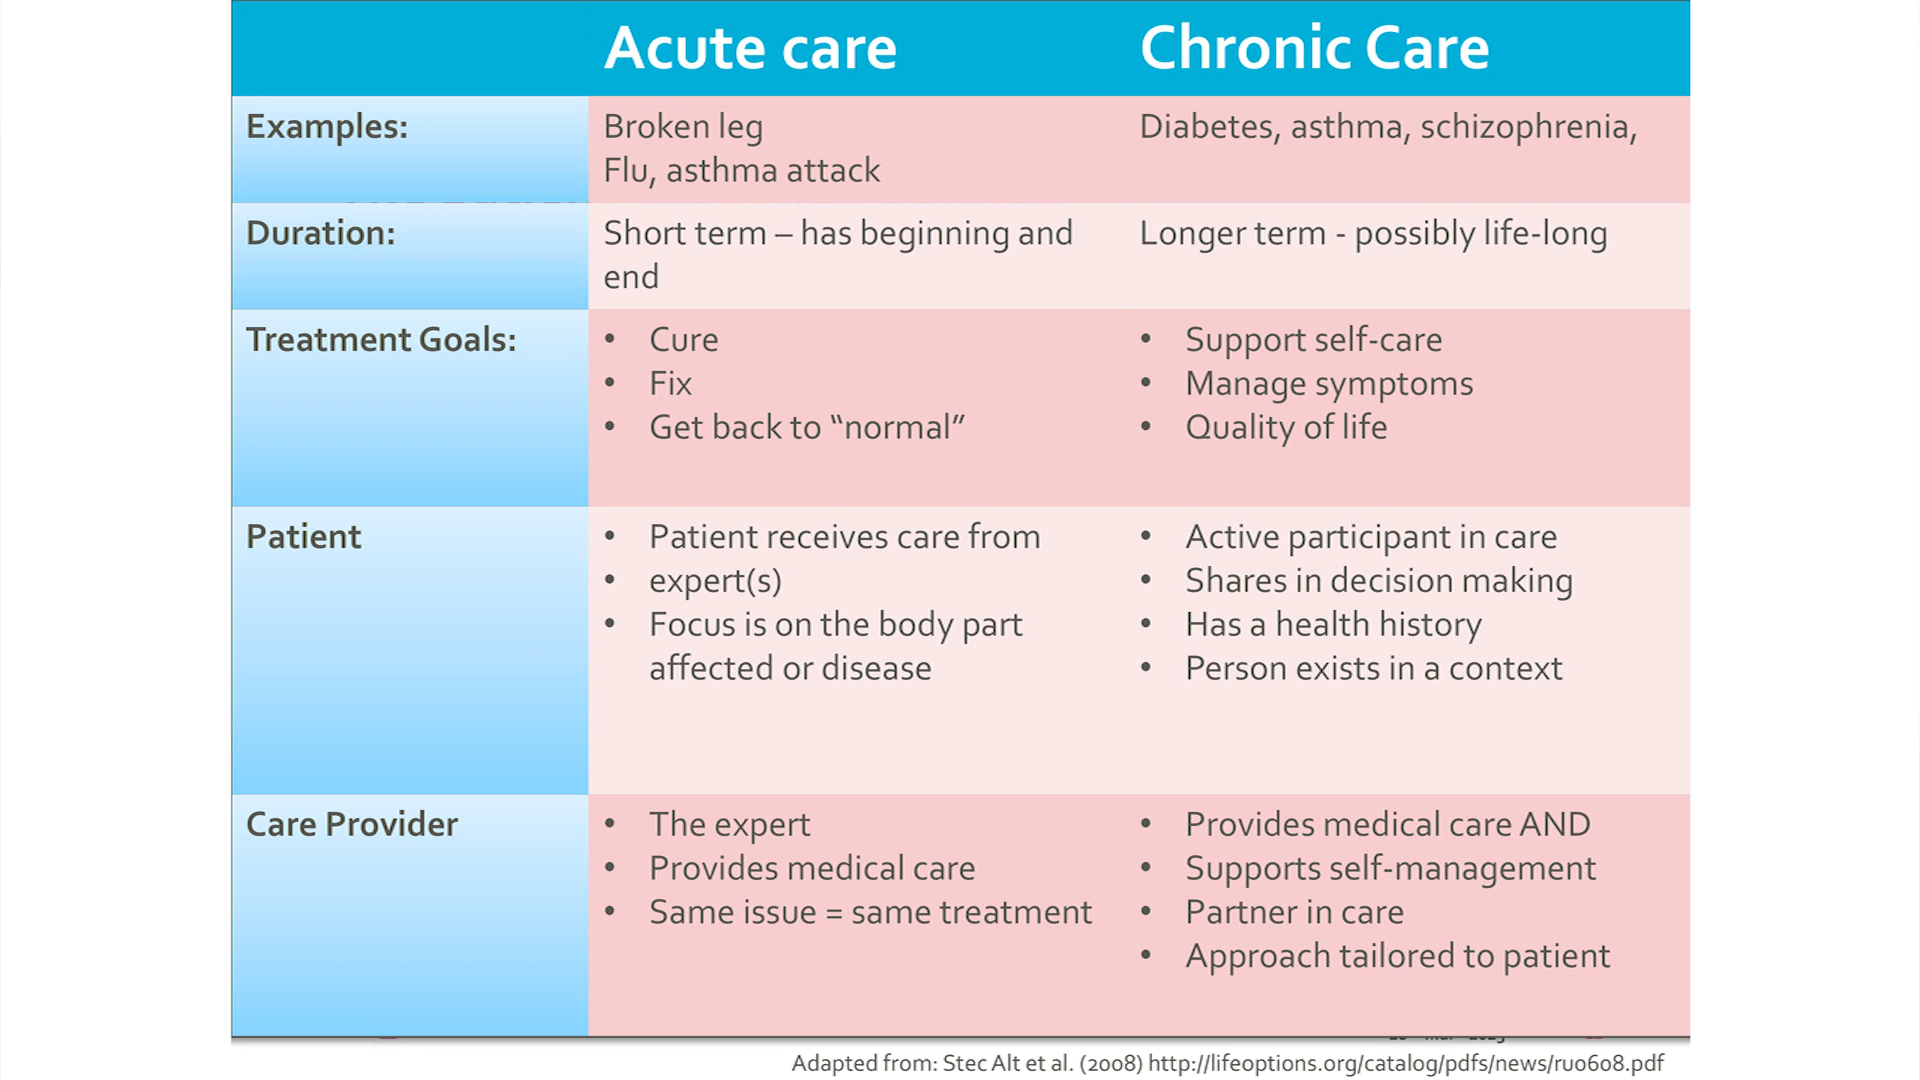 Acute care
Chronic Care
Examples:
Broken leg
Flu, asthma attack
Diabetes, asthma, schizophrenia,
Duration:
Short term – has beginning and
end
Longer term - possibly life-long
Treatment Goals:
• Cure
• Fix
• Get back to “normal”
• Support self-care
• Manage symptoms
• Quality of life
Patient
• Patient receives care from
• expert(s)
• Focus is on the body part
affected or disease
• Active participant in care
• Shares in decision making
• Has a health history
• Person exists in a context
Care Provider
• The expert
• Provides medical care
• Same issue = same treatment
• Provides medical care AND
• Supports self-management
• Partner in care
• Approach tailored to patient
Adapted from: Stec Alt et al. (2008) http://lifeoptions.org/catalog/pdfs/news/ru0608.pdf